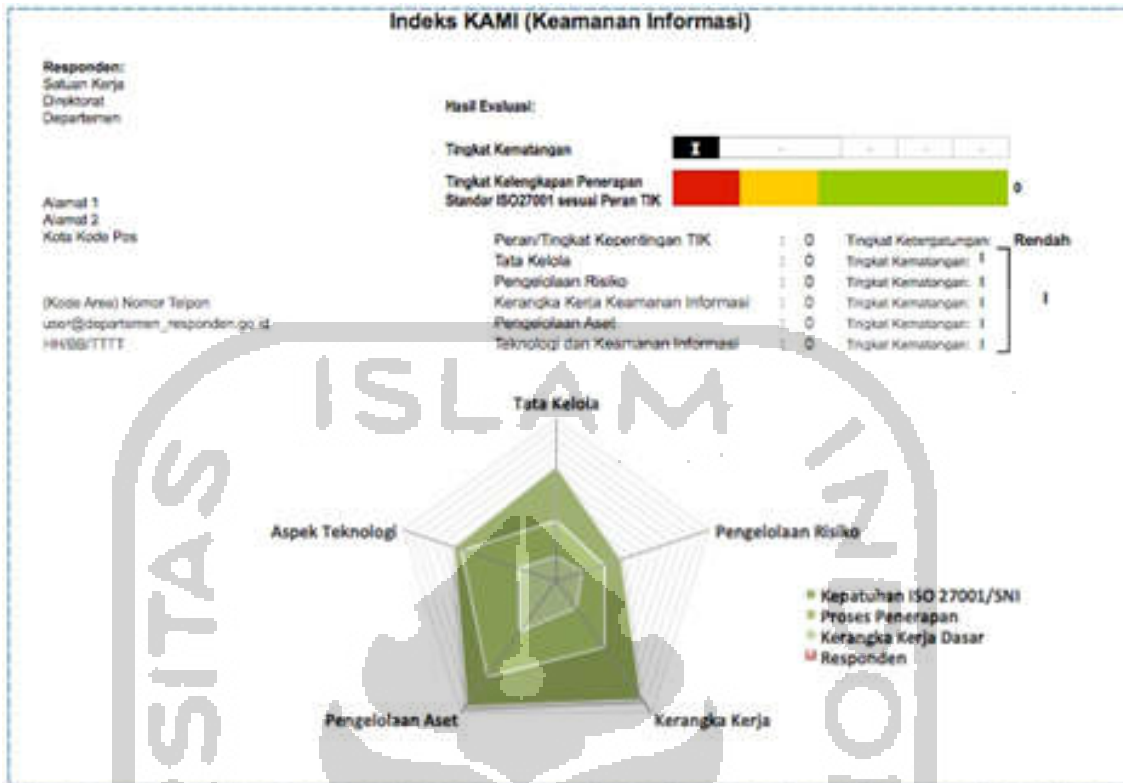 Indeks KAMI (Keamanan Informasi)
Responden:
Satuan Kerja
Direktorat
Departemen
Alamat 1
Alamat 2
Kota Kode Pos
(Kode Area) Nomor Telpon
user@departemen_responden.go.id
HH/BB/TTTT
Hasil Evaluasi:
Tingkat Kematangan I - - - -
Tingkat Kelengkapan Penerapan
Standar ISO27001 sesuai Peran TIK 0
Peran/Tingkat Kepentingan TIK : 0 Tingkat Ketergatungan: Rendah
Tata Kelola : 0 Tingkat Kematangan: I
Pengelolaan Risiko : 0 Tingkat Kematangan: I
Kerangka Kerja Keamanan Informasi : 0 Tingkat Kematangan: I
I
Pengelolaan Aset : 0 Tingkat Kematangan: I
Teknologi dan Keamanan Informasi : 0 Tingkat Kematangan: I
ISLAM
Tata Kelola
Aspek Teknologi
Pengelolaan Risiko
Kepatuhan ISO 27001/SNI
Proses Penerapan
Kerangka Kerja Dasar
Responden
Pengelolaan Aset
Kerangka Kerja
SITAS